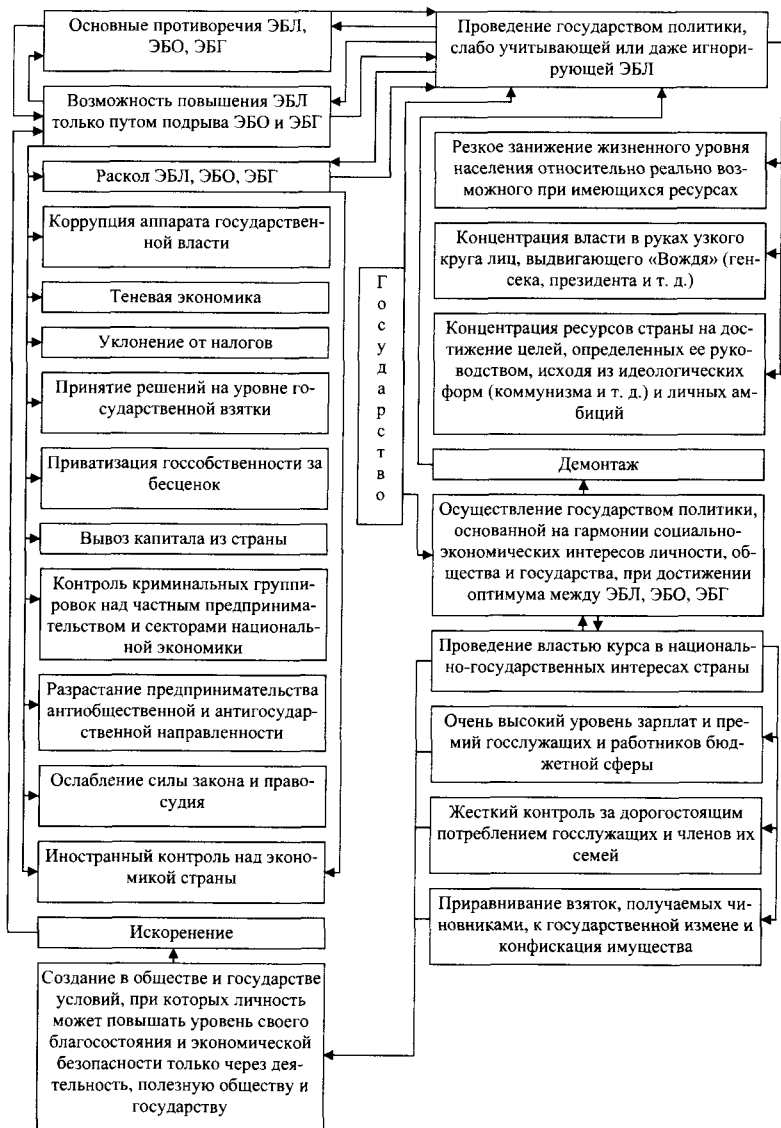 Основные противоречия ЭБЛ,
ЭБО, ЭБГ
Возможность повышения ЭБЛ
только путом подрыва ЭБО и ЭБГ
Раскол ЭБЛ, ЭБО, ЭБГ
Коррупция аппарата государствен-
ной власти
Теневая экономика
Уклонение от налогов
Принятие решений на уровне го-
сударственной взятки
Приватизация госсобственности за
бесценок
Вывоз капитала из страны
Контроль криминальных группи-
ровок над частным предпринима-
тельством и секторами националь-
ной экономики
Разрастание предпринимательства
антиобщественной и антигосудар-
ственной направленности
Ослабление силы закона и право-
судия
Иностранный контроль над эконо-
микой страны
Искоренение
Создание в обществе и государстве
условий, при которых личность
может повышать уровень своего
благосостояния и экономической
безопасности только через дея-
тельность, полезную обществу и
государству
Г
о
с
у
д
а
р
с
т
в
о
Проведение государством политики,
слабо учитывающей или даже игнори-
рующей ЭБЛ
Резкое занижение жизненного уровня
населения относительно реально воз-
можного при имеющихся ресурсах
Концентрация власти в руках узкого
круга лиц, выдвигающего «Вождя» (ген-
сека, президента и т. д.)
Концентрация ресурсов страны на дос-
тижение целей, определенных ее руко-
водством, исходя из идеологических
форм (коммунизма и т. д.) и личных ам-
биций
Демонтаж
Осуществление государством политики,
основанной на гармонии социально-
экономических интересов личности, об-
щества и государства, при достижении
оптимума между ЭБЛ, ЭБО, ЭБГ
Проведение властью курса в националь-
но-государственных интересах страны
Очень высокий уровень зарплат и пре-
мий госслужащих и работников бюд-
жетной сферы
Жесткий контроль за дорогостоящим
потреблением госслужащих и членов их
семей
Приравнивание взяток, получаемых чи-
новниками, к государственной измене и
конфискация имущества